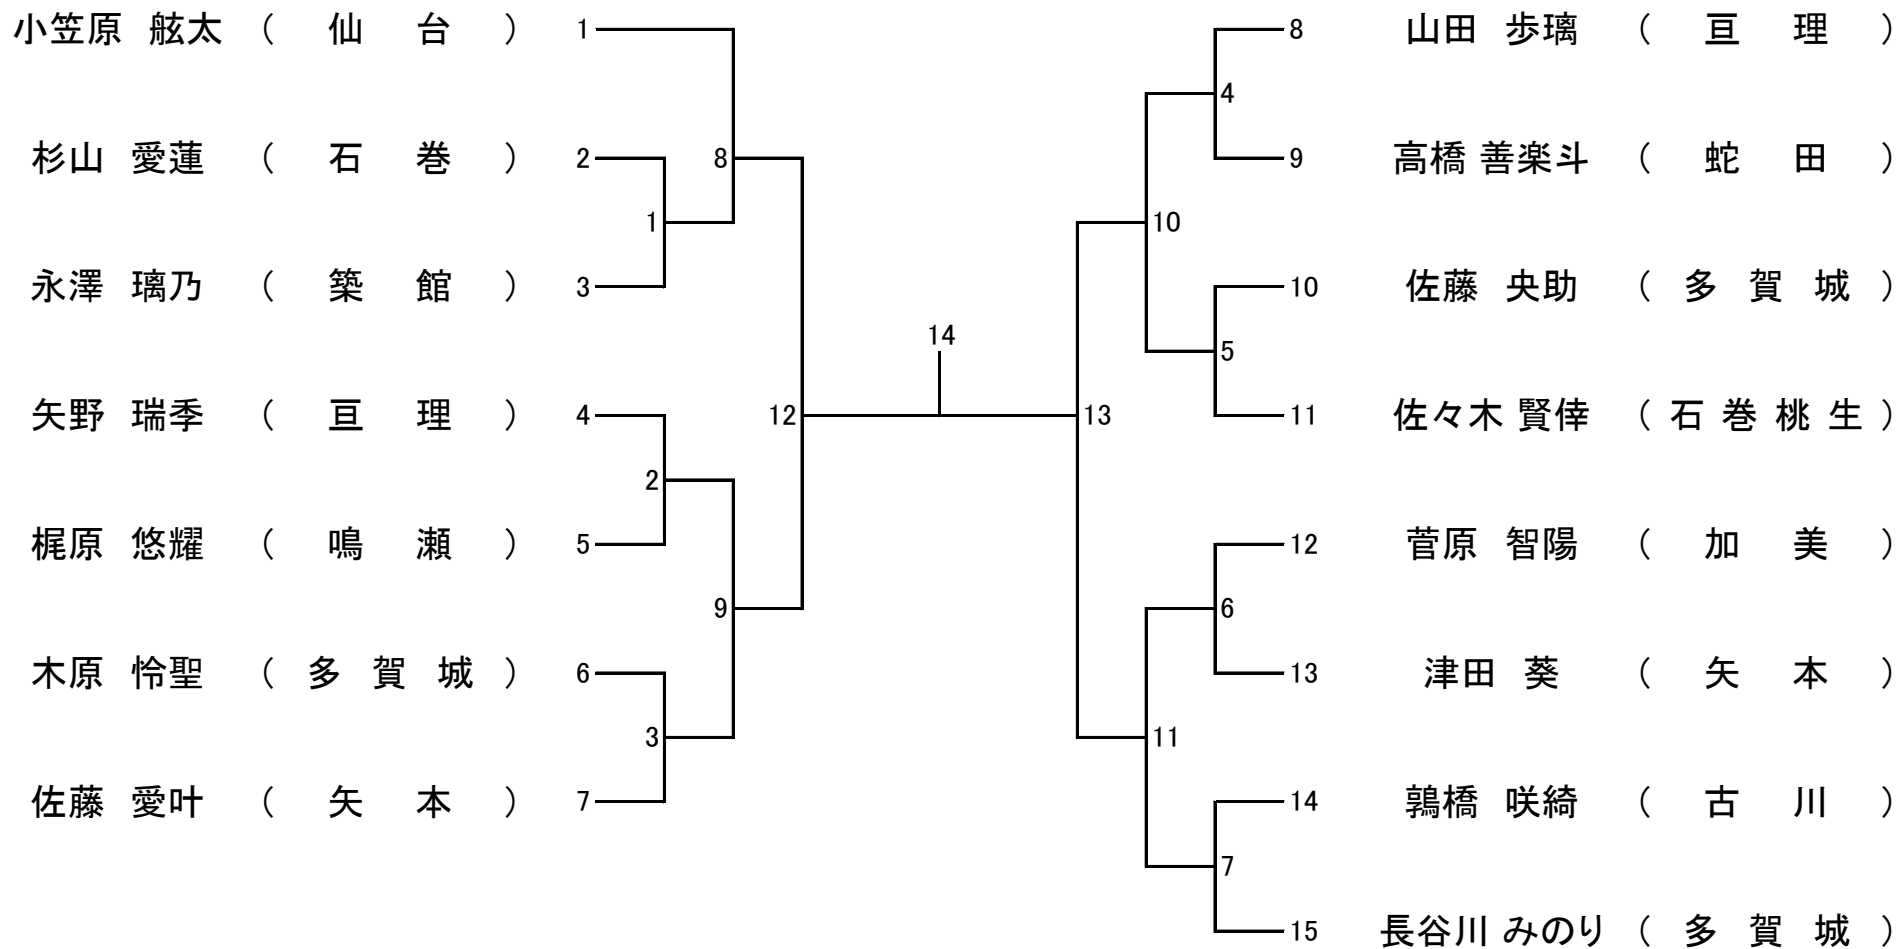 小笠原 舷太 ( 仙 台 ) 1 8 山田 歩璃 ( 亘 理 )
4
杉山 愛蓮 ( 石 巻 ) 2 8 9 高橋 善楽斗 ( 蛇 田 )
1 10
永澤 璃乃 ( 築 館 ) 3 10 佐藤 央助 ( 多 賀 城 )
14 5
矢野 瑞季 ( 亘 理 ) 4 12 13 11 佐々木 賢倖 ( 石 巻 桃 生 )
2
梶原 悠耀 ( 鳴 瀬 ) 5 12 菅原 智陽 ( 加 美 )
9 6
木原 怜聖 ( 多 賀 城 ) 6 13 津田 葵 ( 矢 本 )
3 11
佐藤 愛叶 ( 矢 本 ) 7 14 鶉橋 咲綺 ( 古 川 )
7
15 長谷川 みのり ( 多 賀 城 )